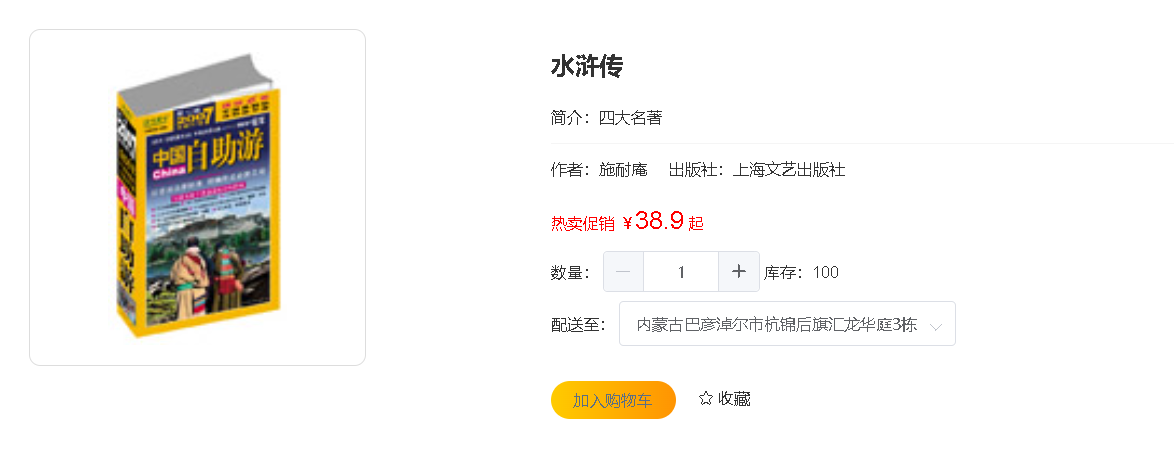 2007
中国
自助游
China
2007
中国
自助游
水浒传
简介：四大名著
作者：施耐庵 出版社：上海文艺出版社
热卖促销 ¥38.9 起
数量： 1 库存：100
配送至： 内蒙古巴彦淖尔市杭锦后旗汇龙华庭3栋
加入购物车 收藏